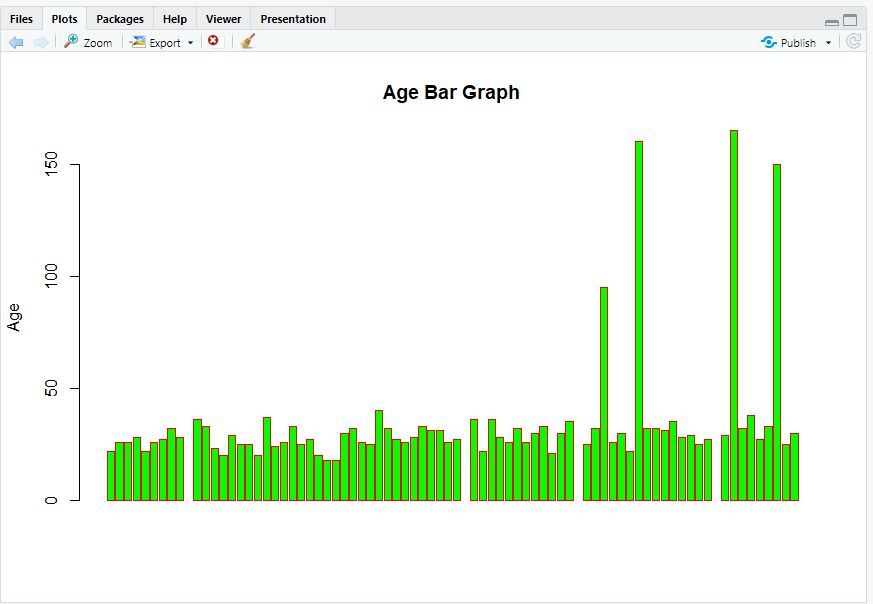 Files Plots Packages Help Viewer Presentation
Zoom Export Publish
Age Bar Graph
150
100
50
0
Age